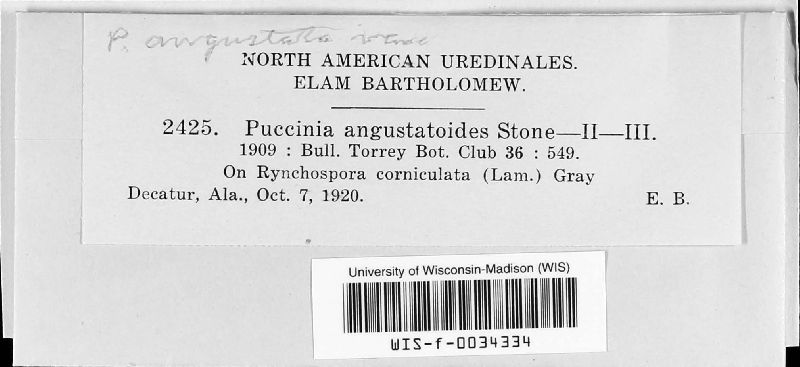 P. angustata
NORTH AMERICAN UREDINALES.
ELAM BARTHOLOMEW.
2425. Puccinia angustatoides Stone—II—III.
1909 : Bull. Torrey Bot. Club 36 : 549.
On Rynchospora corniculata (Lam.) Gray
Decatur, Ala., Oct. 7, 1920. E. B.
University of Wisconsin-Madison (WIS)
WIS-f-0034334